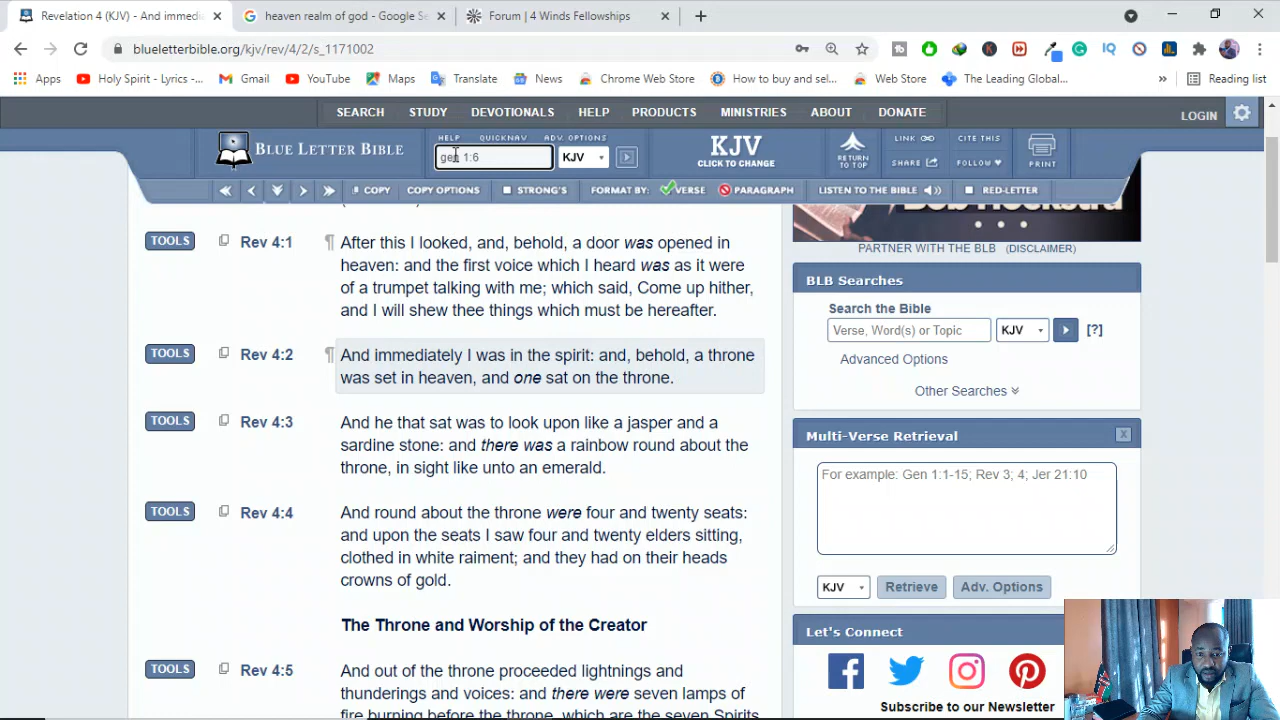 Revelation 4 (KJV) - And immedi
heaven realm of god - Google Se
Forum | 4 Winds Fellowships
blueletterbible.org/kjv/rev/4/2/s_1171002
Apps
Holy Spirit - Lyrics -...
Gmail
YouTube
Maps
Translate
News
Chrome Web Store
How to buy and sel...
Web Store
The Leading Global...
»
Reading list
SEARCH
STUDY
DEVOTIONALS
HELP
PRODUCTS
MINISTRIES
ABOUT
DONATE
LOGIN
BLUE LETTER BIBLE
HELP
QUICKNAV
ADV. OPTIONS
gen 1:6
KJV
KJV
CLICK TO CHANGE
RETURN
TO TOP
LINK
SHARE
CITE THIS
FOLLOW
PRINT
COPY
COPY OPTIONS
STRONG'S
FORMAT BY:
VERSE
PARAGRAPH
LISTEN TO THE BIBLE
RED-LETTER
TOOLS
Rev 4:1
¶ After this I looked, and, behold, a door was opened in
heaven: and the first voice which I heard was as it were
of a trumpet talking with me; which said, Come up hither,
and I will shew thee things which must be hereafter.
TOOLS
Rev 4:2
¶ And immediately I was in the spirit: and, behold, a throne
was set in heaven, and one sat on the throne.
TOOLS
Rev 4:3
And he that sat was to look upon like a jasper and a
sardine stone: and there was a rainbow round about the
throne, in sight like unto an emerald.
TOOLS
Rev 4:4
And round about the throne were four and twenty seats:
and upon the seats I saw four and twenty elders sitting,
clothed in white raiment; and they had on their heads
crowns of gold.
The Throne and Worship of the Creator
TOOLS
Rev 4:5
And out of the throne proceeded lightnings and
thunderings and voices: and there were seven lamps of
fire burning before the throne, which are the seven Spirits
PARTNER WITH THE BLB (DISCLAIMER)
BLB Searches
Search the Bible
Verse, Word(s) or Topic
KJV
[?]
Advanced Options
Other Searches
Multi-Verse Retrieval
X
For example: Gen 1:1-15; Rev 3; 4; Jer 21:10
KJV
Retrieve
Adv. Options
Let's Connect
Subscribe to our Newsletter